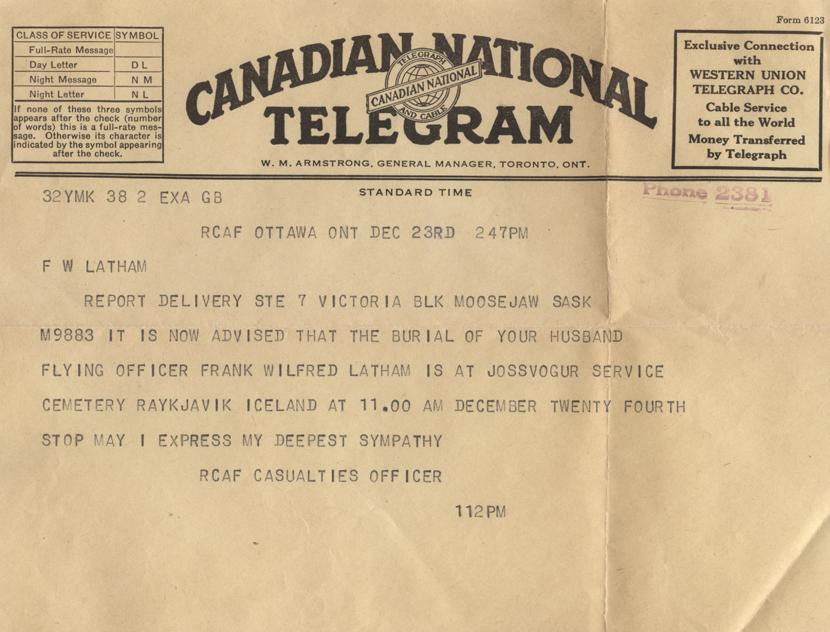 Form 6123
CLASS OF SERVICE SYMBOL
Full-Rate Message
Day Letter D L
Night Message N M
Night Letter N L
If none of these three symbols
appears after the check (number
of words) this is a full-rate mes-
sage. Otherwise its character is
indicated by the symbol appearing
after the check.
CANADIAN NATIONAL
TELEGRAPH
CANADIAN NATIONAL
AND CABLE
TELEGRAM
W. M. ARMSTRONG, GENERAL MANAGER, TORONTO, ONT.
Exclusive Connection
with
WESTERN UNION
TELEGRAPH CO.
Cable Service
to all the World
Money Transferred
by Telegraph
STANDARD TIME
Phone 2381
32YMK 38 2 EXA GB
RCAF OTTAWA ONT DEC 23RD 247PM
F W LATHAM
REPORT DELIVERY STE 7 VICTORIA BLK MOOSEJAW SASK
M9883 IT IS NOW ADVISED THAT THE BURIAL OF YOUR HUSBAND
FLYING OFFICER FRANK WILFRED LATHAM IS AT JOSSVOGUR SERVICE
CEMETERY RAYKJAVIK ICELAND AT 11.00 AM DECEMBER TWENTY FOURTH
STOP MAY I EXPRESS MY DEEPEST SYMPATHY
RCAF CASUALTIES OFFICER
112PM